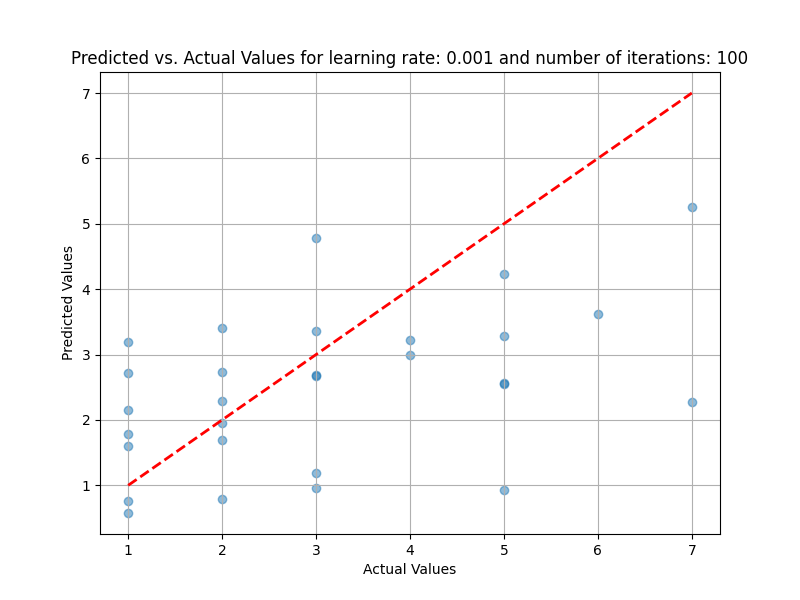 Predicted vs. Actual Values for learning rate: 0.001 and number of iterations: 100
7
6
5
4
3
2
1
Predicted Values
1 2 3 4 5 6 7
Actual Values